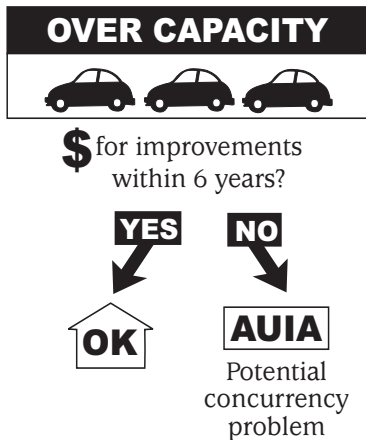 OVER CAPACITY
$ for improvements
within 6 years?
YES
NO
OK
AUIA
Potential
concurrency
problem